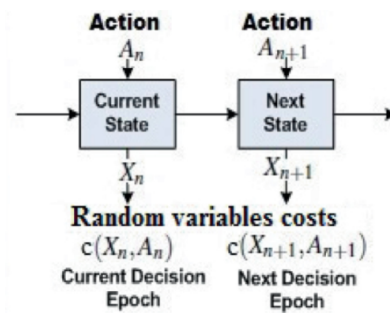 Action Action
A_n A_{n+1}
Current Next
State State
X_n X_{n+1}
Random variables costs
c(X_n, A_n) c(X_{n+1}, A_{n+1})
Current Decision Next Decision
Epoch Epoch